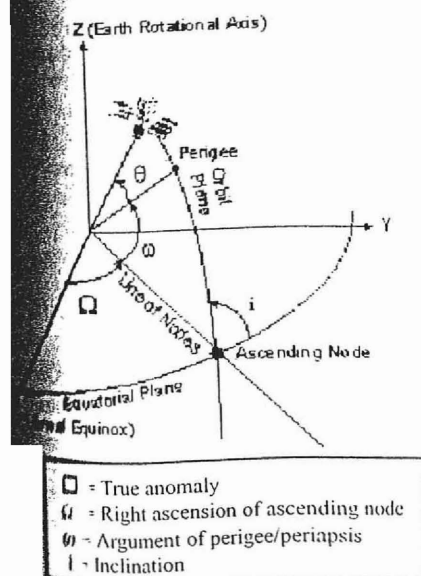 Z (Earth Rotational Axis)
Perigee
θ
Orbit
Plane
Y
ω
i
Ω
Line of Nodes
Ascending Node
Equatorial Plane
Equinox)
□ = True anomaly
Ω = Right ascension of ascending node
ω = Argument of perigee/periapsis
i = Inclination